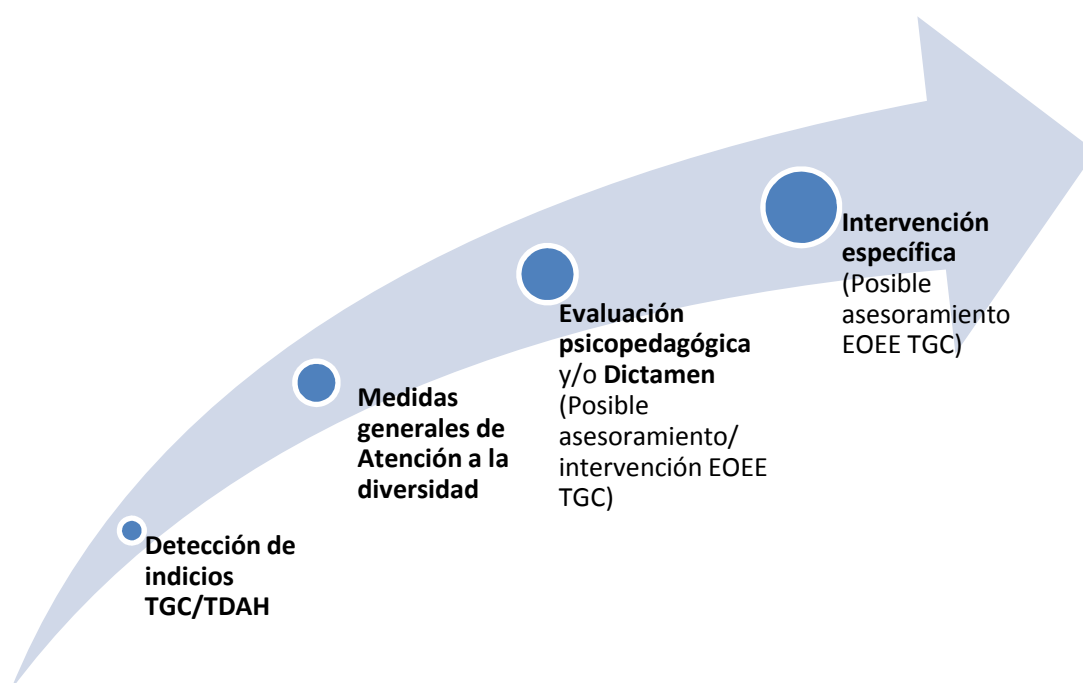 Detección de
indicios
TGC/TDAH
Medidas
generales de
Atención a la
diversidad
Evaluación
psicopedagógica
y/o Dictamen
(Posible
asesoramiento/
intervención EOEE
TGC)
Intervención
específica
(Posible
asesoramiento
EOEE TGC)